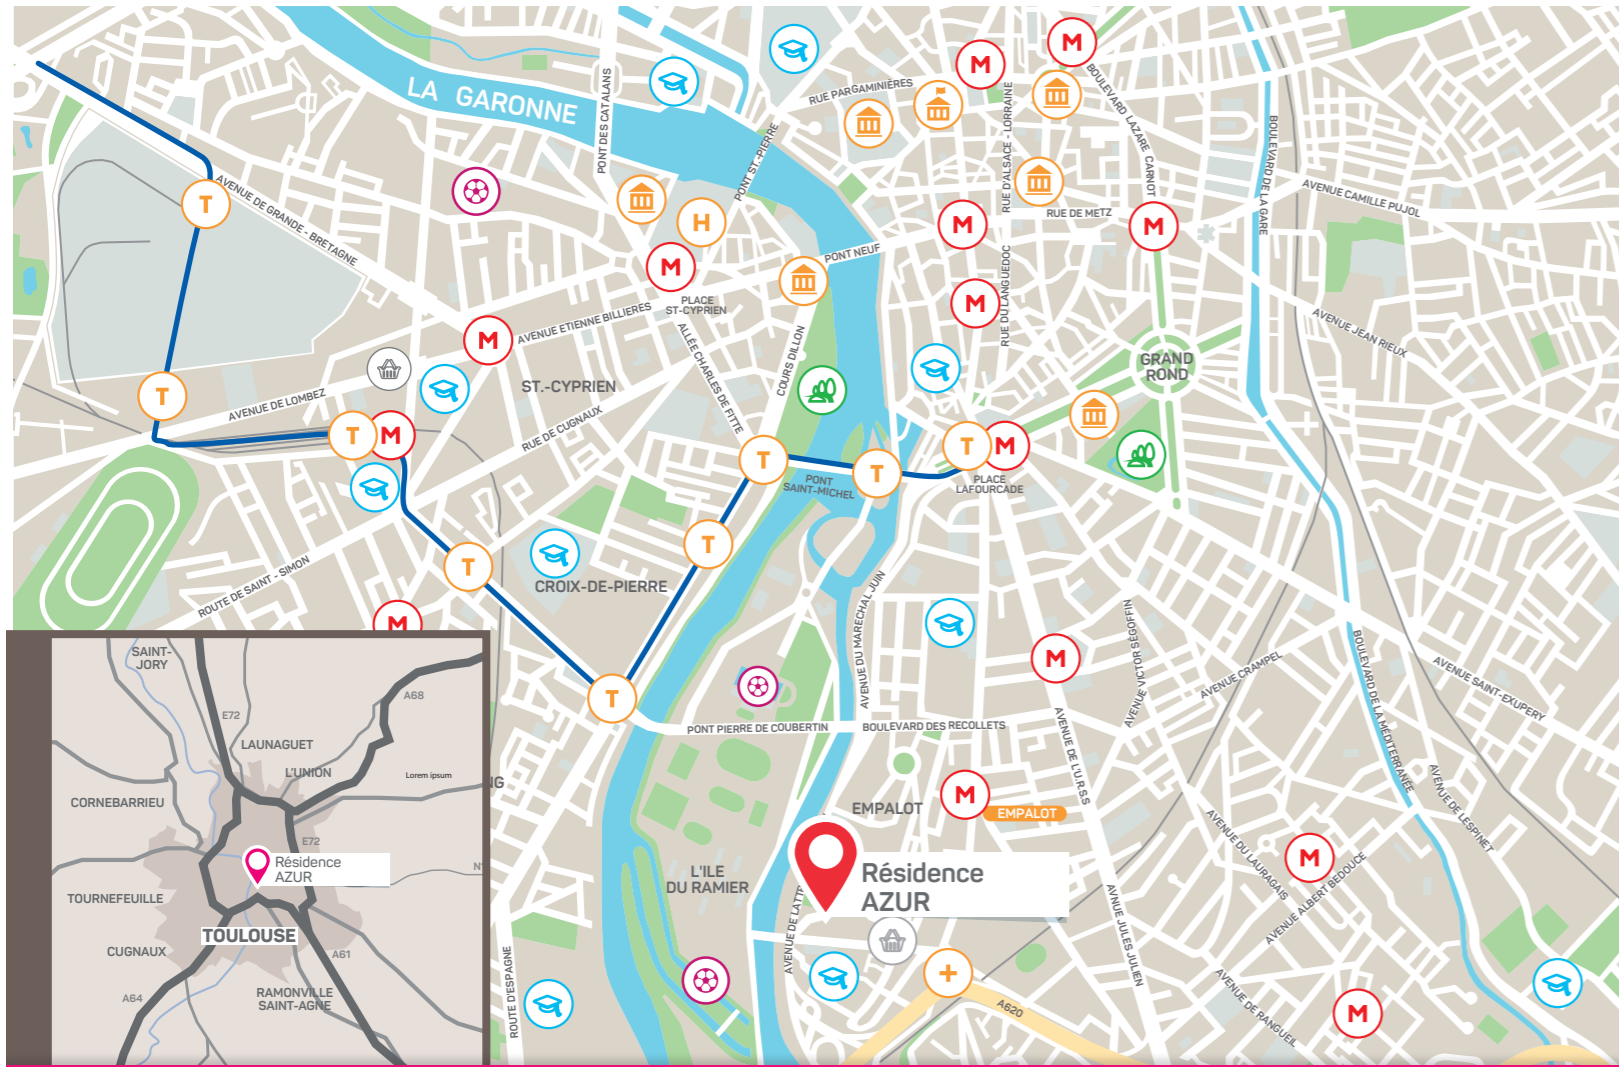 LA GARONNE
PONT DES CATALANS
PONT ST.-PIERRE
RUE PARGAMINIÈRES
M
M
BOULEVARD LAZARE CARNOT
RUE D'ALSACE - LORRAINE
BOULEVARD DE LA GARE
AVENUE CAMILLE PUJOL
RUE DE METZ
M
M
T
AVENUE DE GRANDE - BRETAGNE
H
M
PONT NEUF
PLACE
ST-CYPRIEN
AVENUE ETIENNE BILLIERES
M
M
RUE DU LANGUEDOC
AVENUE JEAN RIEUX
GRAND
ROND
ALLÉE CHARLES DE FITTE
COURS DILLON
ST.-CYPRIEN
T
AVENUE DE LOMBEZ
RUE DE CUGNAUX
T
M
T
T
T
M
PONT
SAINT-MICHEL
PLACE
LAFOURCADE
T
T
CROIX-DE-PIERRE
ROUTE DE SAINT - SIMON
M
AVENUE DU MARECHAL JUIN
M
AVENUE VICTOR SEGOFFIN
AVENUE CRAMPEL
BOULEVARD DE LA MÉDITERRANÉE
AVENUE SAINT-EXUPERY
T
PONT PIERRE DE COUBERTIN
BOULEVARD DES RECOLLETS
AVENUE DE L'U.R.S.S
AVENUE DE LESPINET
NG
EMPALOT
M
EMPALOT
AVENUE DU LAURAGAIS
M
AVENUE ALBERT BEDOUCE
L'ILE
DU RAMIER
Résidence
AZUR
AVENUE DE LATTR
AVENUE JULES JULIEN
+
A620
AVENUE DE RANGUEIL
M
ROUTE D'ESPAGNE
SAINT-
JORY
A68
E72
LAUNAGUET
L'UNION
Lorem ipsum
CORNEBARRIEU
E72
Résidence
AZUR
N
TOURNEFEUILLE
TOULOUSE
CUGNAUX
A61
A64
RAMONVILLE
SAINT-AGNE